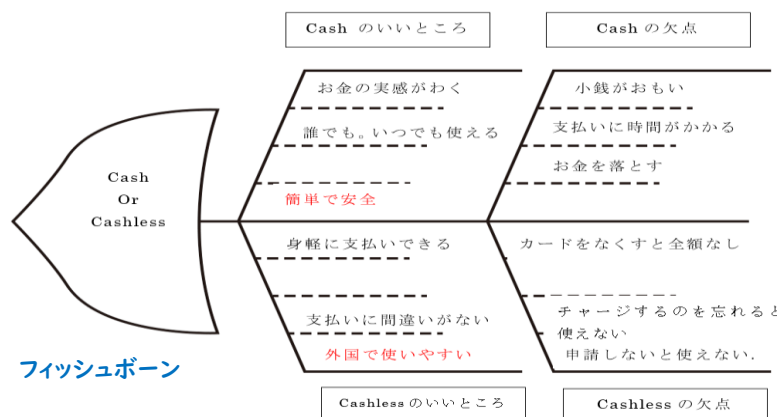 Cash のいいところ
Cash の欠点
お金の実感がわく
誰でも。いつでも使える
簡単で安全
小銭がおもい
支払いに時間がかかる
お金を落とす
Cash
Or
Cashless
身軽に支払いできる
支払いに間違いがない
外国で使いやすい
カードをなくすと全額なし
チャージするのを忘れると
使えない
申請しないと使えない.
フィッシュボーン
Cashless のいいところ
Cashless の欠点